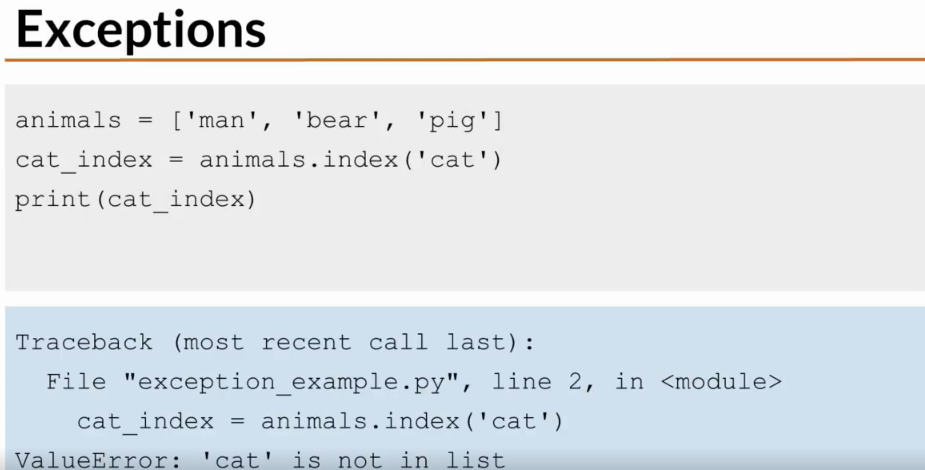 Exceptions
animals = ['man', 'bear', 'pig']
cat_index = animals.index('cat')
print(cat_index)
Traceback (most recent call last):
  File "exception_example.py", line 2, in <module>
    cat_index = animals.index('cat')
ValueError: 'cat' is not in list